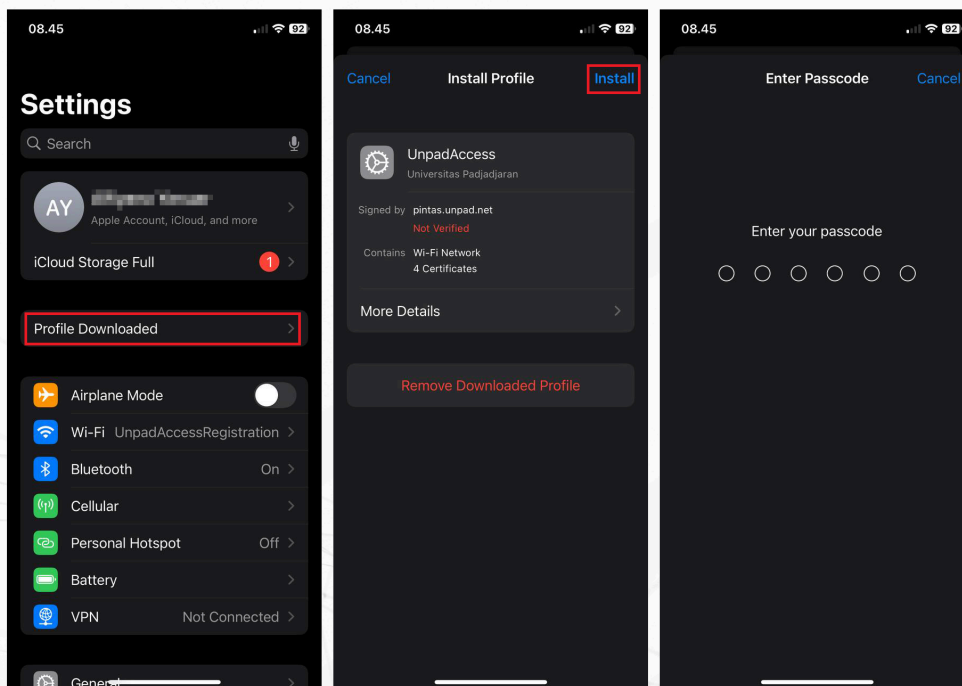 08.45
92
Settings
Search
AY
Apple Account, iCloud, and more
iCloud Storage Full
1
Profile Downloaded
Airplane Mode
Wi-Fi UnpadAccessRegistration
Bluetooth On
Cellular
Personal Hotspot Off
Battery
VPN Not Connected
General
08.45
92
Cancel Install Profile Install
UnpadAccess
Universitas Padjadjaran
Signed by pintas.unpad.net
Not Verified
Contains Wi-Fi Network
4 Certificates
More Details
Remove Downloaded Profile
08.45
92
Enter Passcode Cancel
Enter your passcode